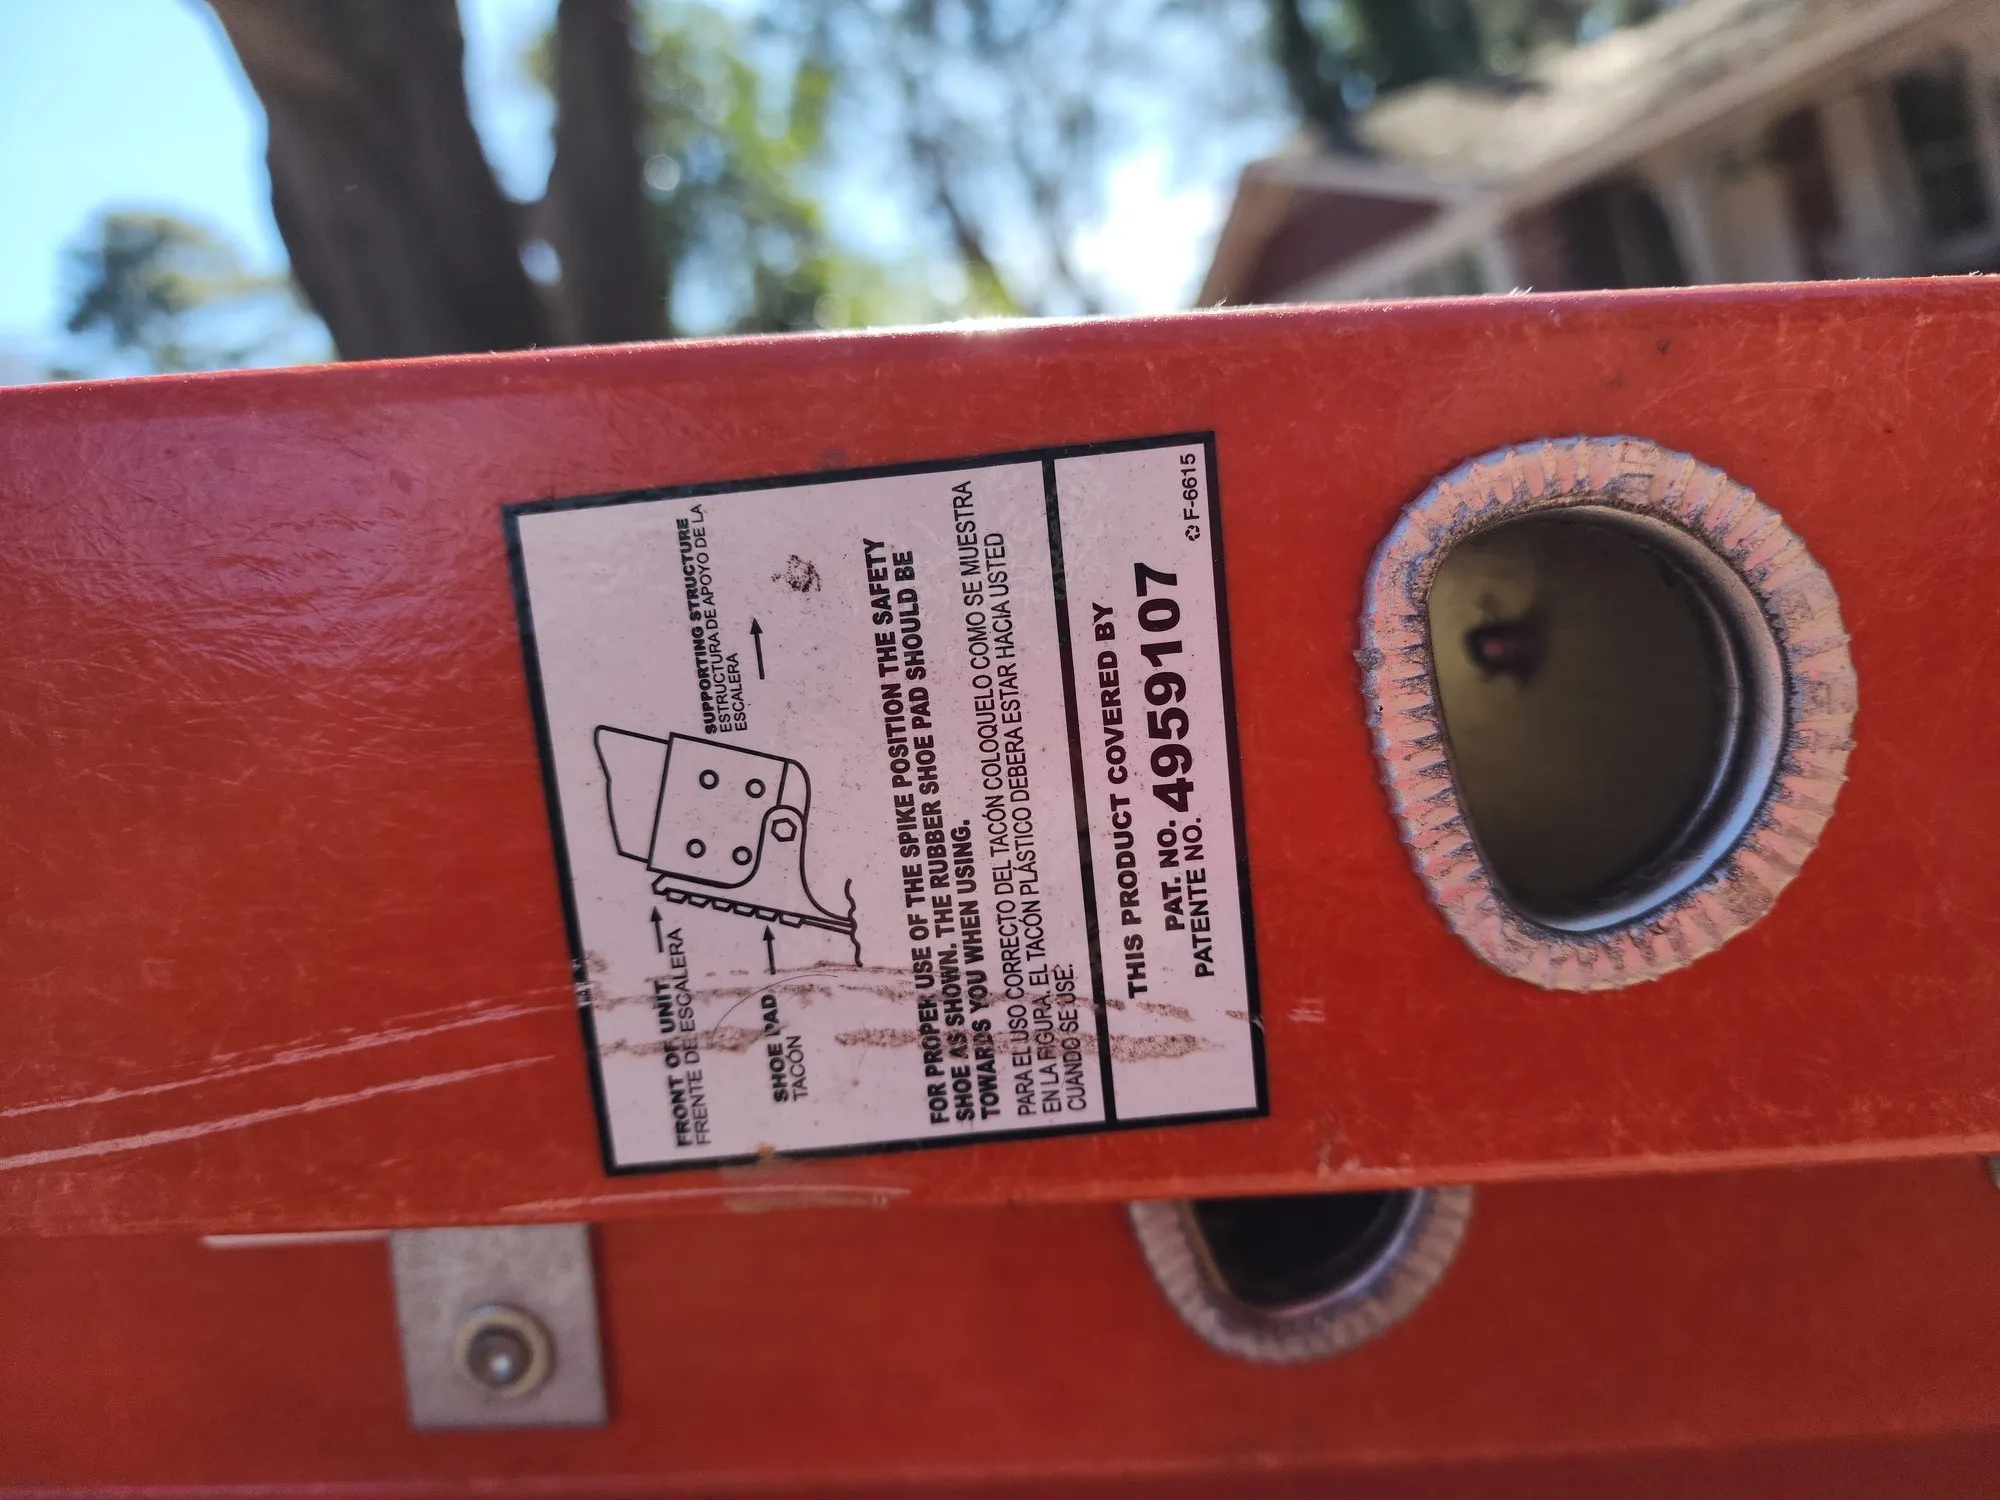 SUPPORTING STRUCTURE
ESTRUCTURA DE APOYO DE LA
ESCALERA
FRONT OF UNIT
FRENTE DE ESCALERA
SHOE PAD
TACÓN
FOR PROPER USE OF THE SPIKE POSITION THE SAFETY
SHOE AS SHOWN. THE RUBBER SHOE PAD SHOULD BE
TOWARDS YOU WHEN USING.
PARA EL USO CORRECTO DEL TACÓN COLOQUELO COMO SE MUESTRA
EN LA FIGURA. EL TACÓN PLÁSTICO DEBERA ESTAR HACIA USTED
CUANDO SE USE.
THIS PRODUCT COVERED BY
PAT. NO. 4959107
PATENTE NO.
F-6615